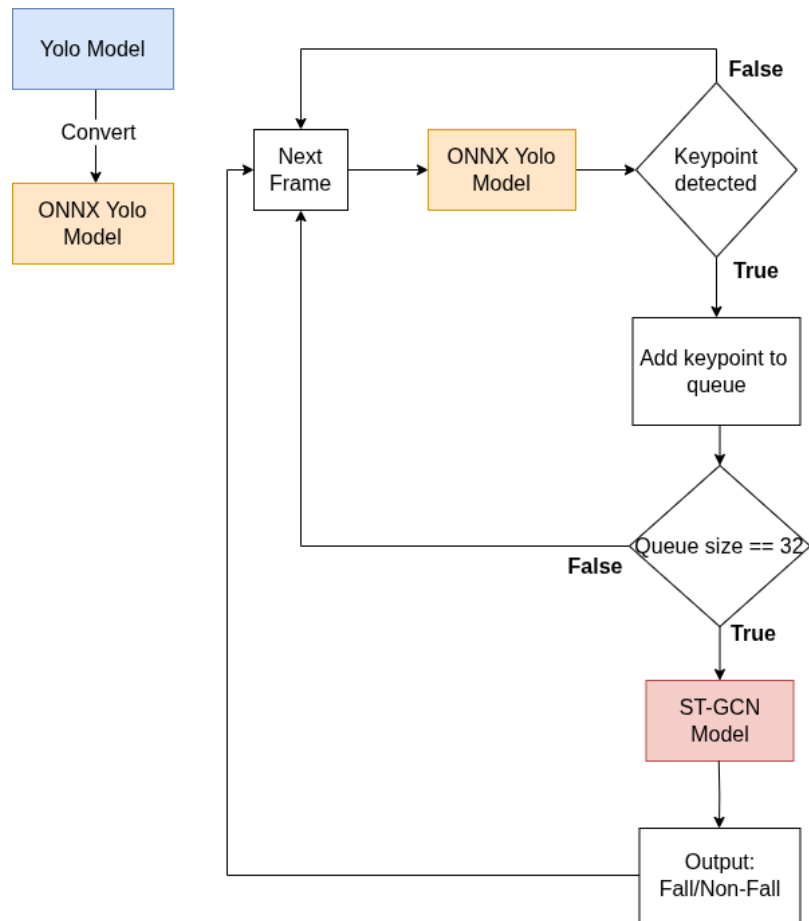 Yolo Model
Convert
ONNX Yolo
Model
False
Next
Frame
ONNX Yolo
Model
Keypoint
detected
True
Add keypoint to
queue
Queue size == 32
False
True
ST-GCN
Model
Output:
Fall/Non-Fall